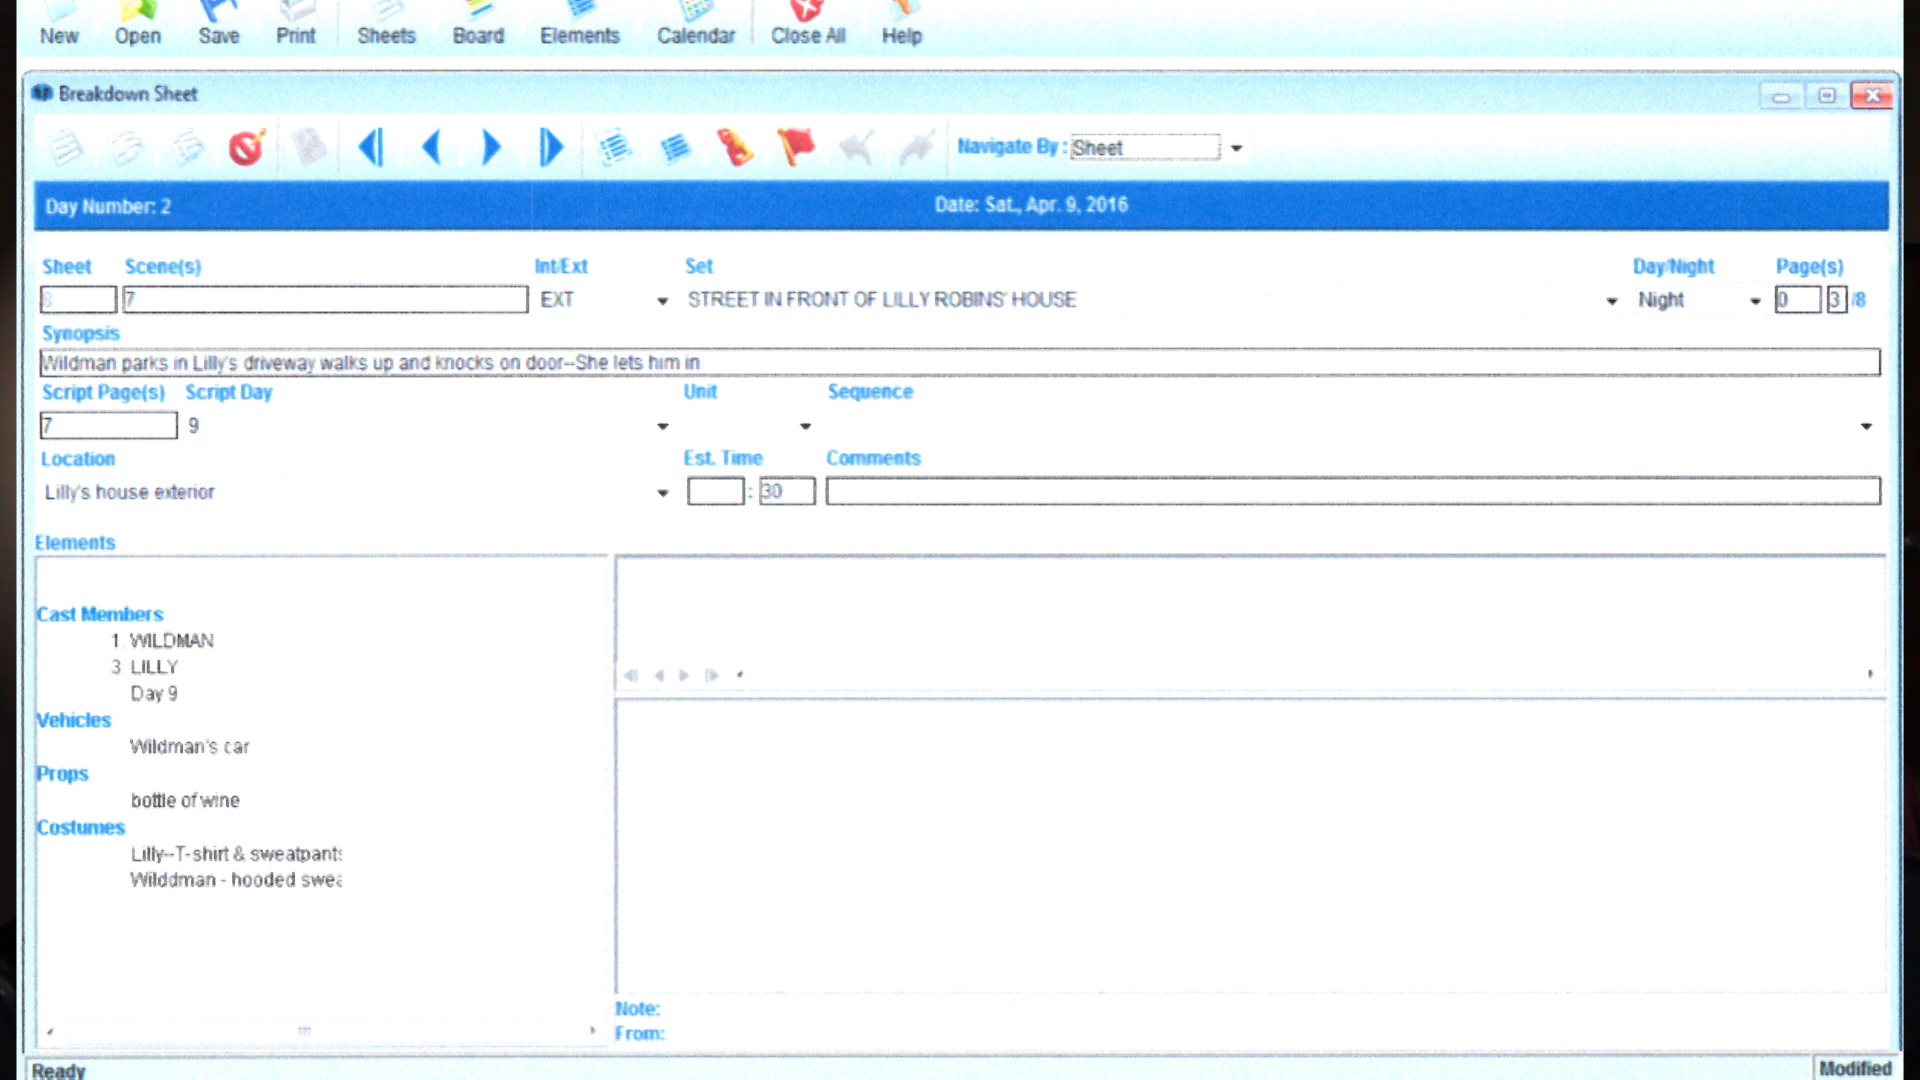 New Open Save Print Sheets Board Elements Calendar Close All Help
Breakdown Sheet
Navigate By : Sheet
Day Number: 2 Date: Sat., Apr. 9, 2016
Sheet Scene(s) Int/Ext Set Day/Night Page(s)
7 EXT STREET IN FRONT OF LILLY ROBINS' HOUSE Night 0 3 /8
Synopsis
Wildman parks in Lilly's driveway walks up and knocks on door--She lets him in
Script Page(s) Script Day Unit Sequence
7 9
Location Est. Time Comments
Lilly's house exterior : 30
Elements
Cast Members
1 WILDMAN
3 LILLY
Day 9
Vehicles
Wildman's car
Props
bottle of wine
Costumes
Lilly--T-shirt & sweatpants
Wilddman - hooded swea
Note:
From:
Ready Modified